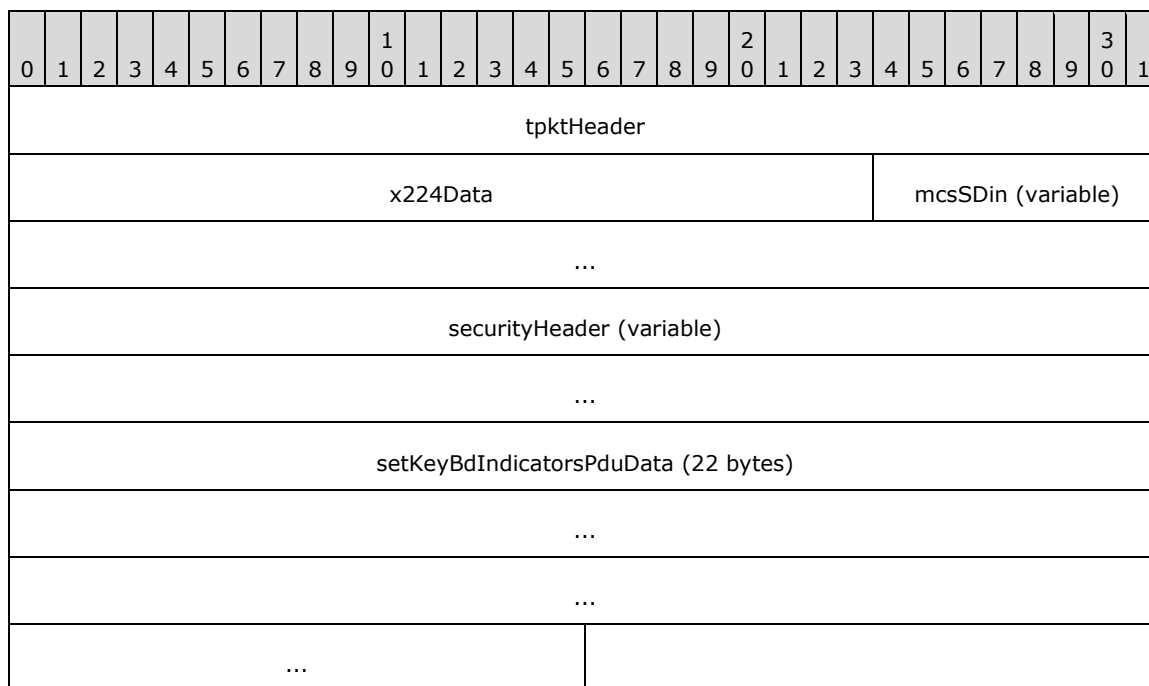 1 2 3
0 1 2 3 4 5 6 7 8 9 0 1 2 3 4 5 6 7 8 9 0 1 2 3 4 5 6 7 8 9 0 1
tpktHeader
x224Data mcsSDin (variable)
...
securityHeader (variable)
...
setKeyBdIndicatorsPduData (22 bytes)
...
...
...